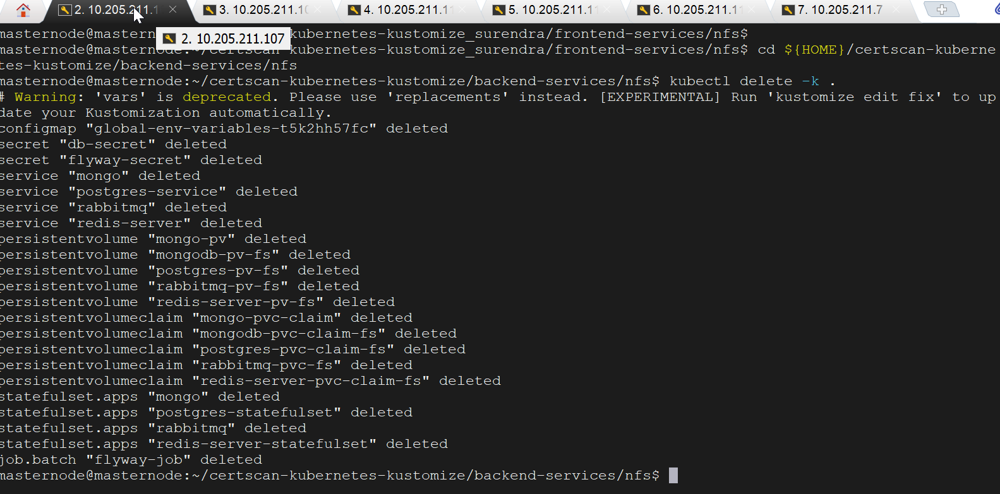 2. 10.205.211.1
3. 10.205.211.10
4. 10.205.211.11
5. 10.205.211.11
6. 10.205.211.11
7. 10.205.211.7
masternode@mastern kubernetes-kustomize_surendra/frontend-services/nfs$
2. 10.205.211.107
masternode@masternode:~/certscan-kubernetes-kustomize_surendra/frontend-services/nfs$ cd ${HOME}/certscan-kuberne
tes-kustomize/backend-services/nfs
masternode@masternode:~/certscan-kubernetes-kustomize/backend-services/nfs$ kubectl delete -k .
# Warning: 'vars' is deprecated. Please use 'replacements' instead. [EXPERIMENTAL] Run 'kustomize edit fix' to up
date your Kustomization automatically.
configmap "global-env-variables-t5k2hh57fc" deleted
secret "db-secret" deleted
secret "flyway-secret" deleted
service "mongo" deleted
service "postgres-service" deleted
service "rabbitmq" deleted
service "redis-server" deleted
persistentvolume "mongo-pv" deleted
persistentvolume "mongodb-pv-fs" deleted
persistentvolume "postgres-pv-fs" deleted
persistentvolume "rabbitmq-pv-fs" deleted
persistentvolume "redis-server-pv-fs" deleted
persistentvolumeclaim "mongo-pvc-claim" deleted
persistentvolumeclaim "mongodb-pvc-claim-fs" deleted
persistentvolumeclaim "postgres-pvc-claim-fs" deleted
persistentvolumeclaim "rabbitmq-pvc-fs" deleted
persistentvolumeclaim "redis-server-pvc-claim-fs" deleted
statefulset.apps "mongo" deleted
statefulset.apps "postgres-statefulset" deleted
statefulset.apps "rabbitmq" deleted
statefulset.apps "redis-server-statefulset" deleted
job.batch "flyway-job" deleted
masternode@masternode:~/certscan-kubernetes-kustomize/backend-services/nfs$